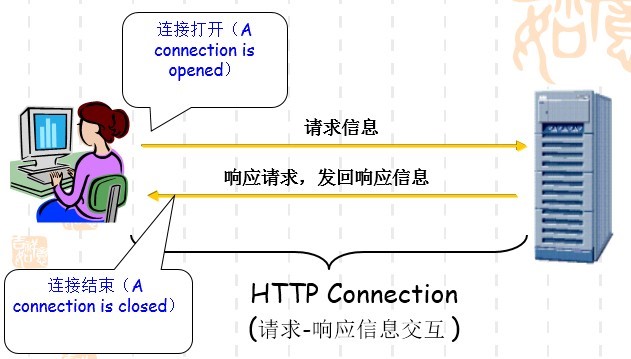 连接打开（A
connection is
opened）
请求信息
响应请求，发回响应信息
连接结束（A
connection is closed）
HTTP Connection
(请求-响应信息交互 )